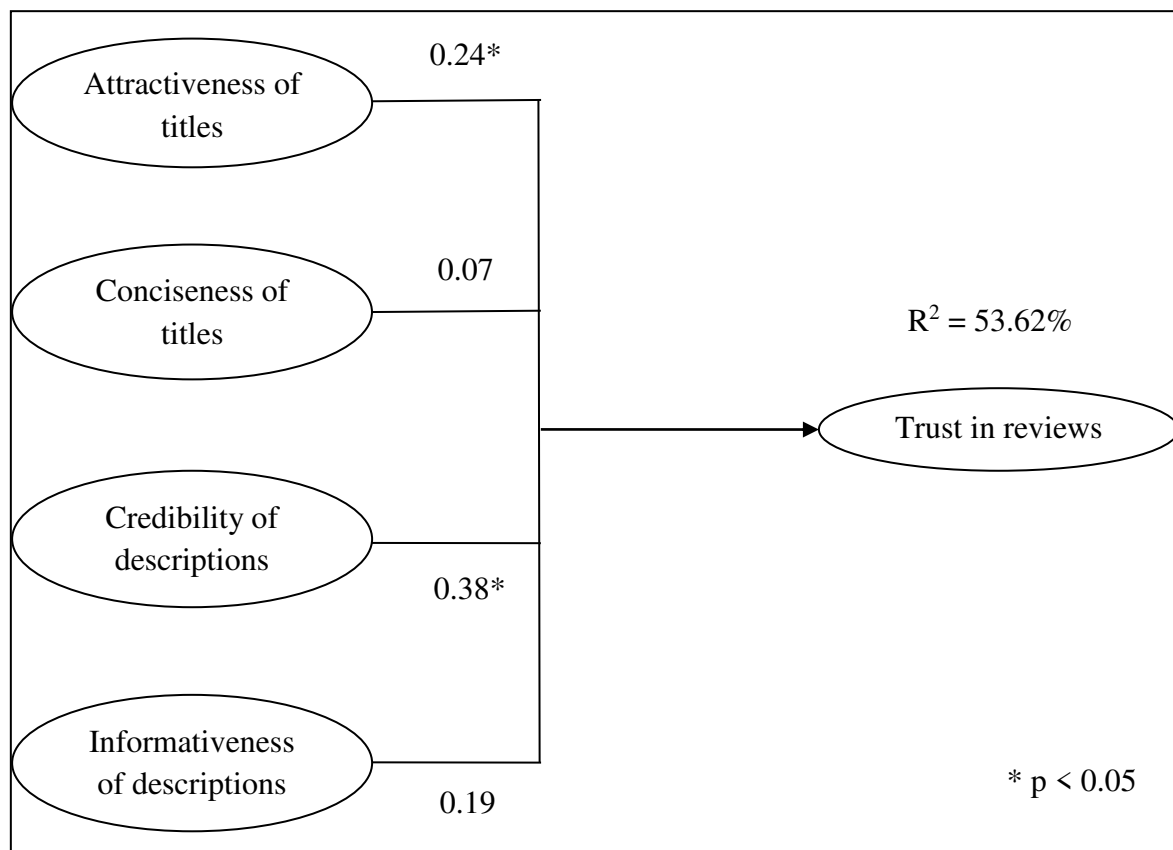 0.24*
Attractiveness of
titles
Conciseness of
titles
0.07
R² = 53.62%
Trust in reviews
Credibility of
descriptions
0.38*
Informativeness
of descriptions
0.19
* p < 0.05